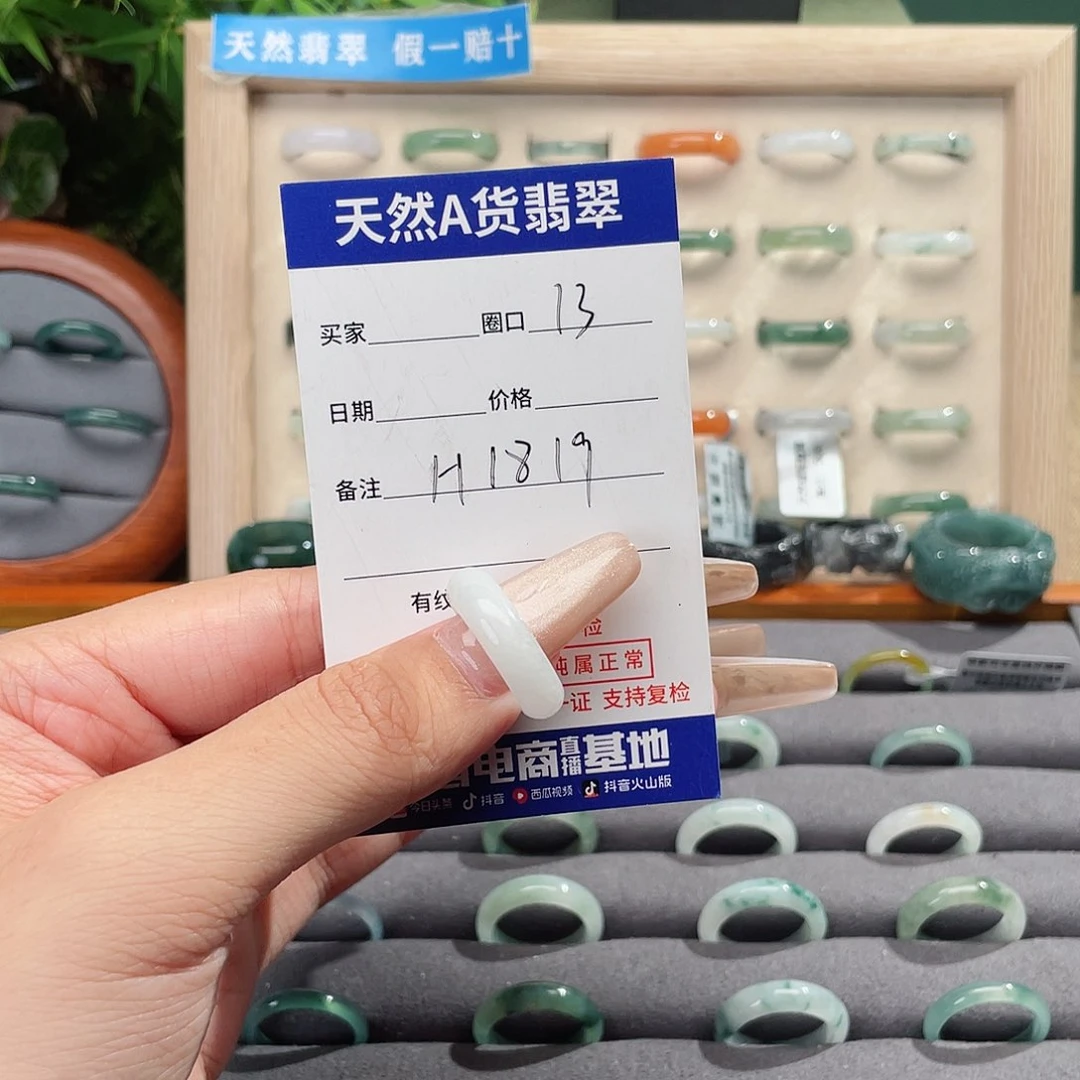 天然翡翠 假一赔十
天然A货翡翠
买家 圈口 13
日期 价格
备注 H1819
有纹
检
纯属正常
一证 支持复检
电商直播基地
今日头条 抖音 西瓜视频 抖音火山版